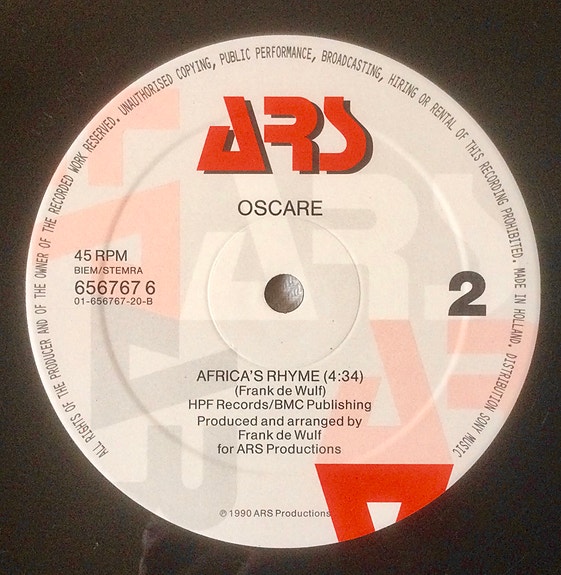 ALL RIGHTS OF THE PRODUCER AND OF THE OWNER OF THE RECORDED WORK RESERVED. UNAUTHORISED COPYING, PUBLIC PERFORMANCE, BROADCASTING, HIRING OR RENTAL OF THIS RECORDING PROHIBITED. MADE IN HOLLAND. DISTRIBUTION SONY MUSIC
ARS
OSCARE
45 RPM
BIEM/STEMRA
656767 6
01-656767-20-B
2
AFRICA'S RHYME (4:34)
(Frank de Wulf)
HPF Records/BMC Publishing
Produced and arranged by
Frank de Wulf
for ARS Productions
℗ 1990 ARS Productions